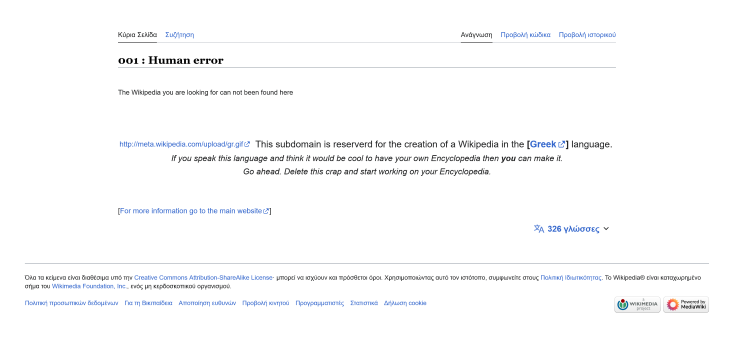 Κύρια Σελίδα Συζήτηση Ανάγνωση Προβολή κώδικα Προβολή ιστορικού
001 : Human error
The Wikipedia you are looking for can not been found here
http://meta.wikipedia.com/upload/gr.gif This subdomain is reserverd for the creation of a Wikipedia in the [Greek] language.
If you speak this language and think it would be cool to have your own Encyclopedia then you can make it.
Go ahead. Delete this crap and start working on your Encyclopedia.
[For more information go to the main website]
326 γλώσσες
Όλα τα κείμενα είναι διαθέσιμα υπό την Creative Commons Attribution-ShareAlike License· μπορεί να ισχύουν και πρόσθετοι όροι. Χρησιμοποιώντας αυτό τον ιστότοπο, συμφωνείτε στους Πολιτική Ιδιωτικότητας. Το Wikipedia® είναι καταχωρημένο
σήμα του Wikimedia Foundation, Inc., ενός μη κερδοσκοπικού οργανισμού.
Πολιτική προσωπικών δεδομένων Για τη Βικιπαίδεια Αποποίηση ευθυνών Προβολή κινητού Προγραμματιστές Στατιστικά Δήλωση cookie
WIKIMEDIA
project
Powered by
MediaWiki